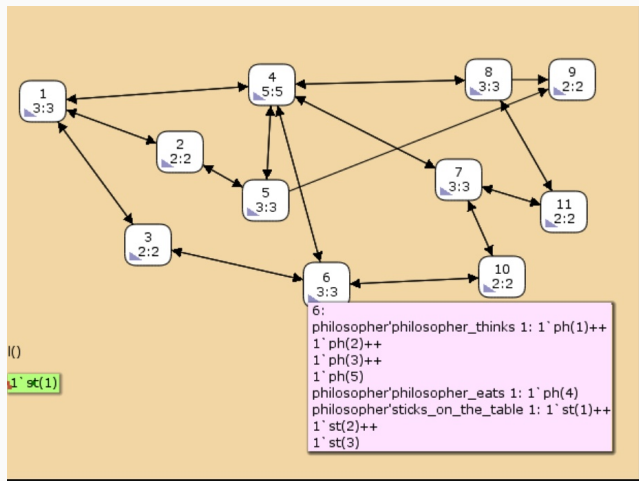 1
3:3
4
5:5
8
3:3
9
2:2
2
2:2
5
3:3
7
3:3
11
2:2
3
2:2
6
3:3
10
2:2
6:
philosopher'philosopher_thinks 1: 1`ph(1)++
1`ph(2)++
1`ph(3)++
1`ph(5)
philosopher'philosopher_eats 1: 1`ph(4)
philosopher'sticks_on_the_table 1: 1`st(1)++
1`st(2)++
1`st(3)
l()
1`st(1)